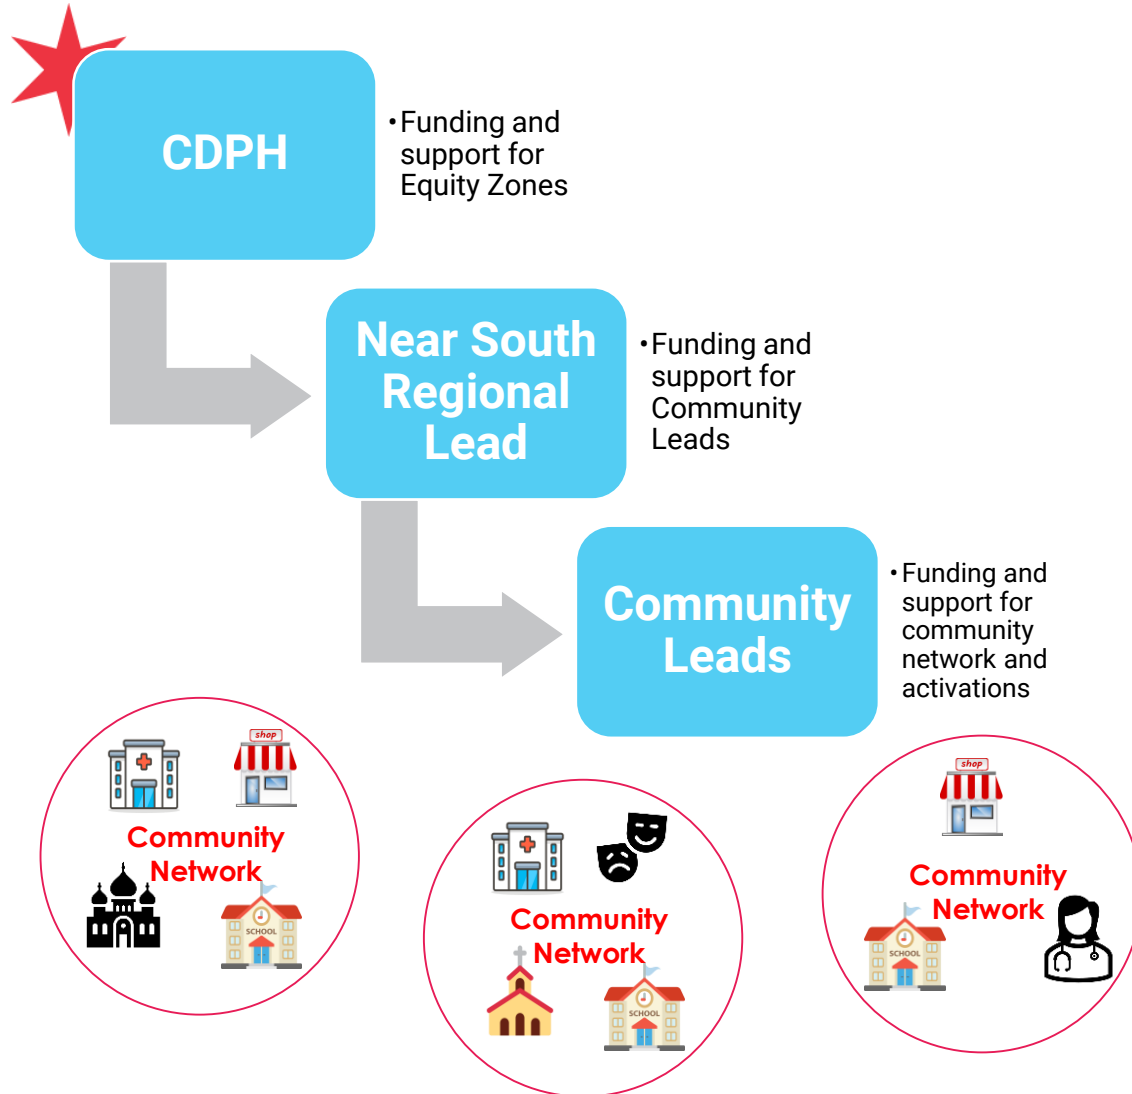 CDPH
•Funding and
support for
Equity Zones
Near South
Regional
Lead
•Funding and
support for
Community
Leads
Community
Leads
•Funding and
support for
community
network and
activations
shop
Community
Network
SCHOOL
Community
Network
SCHOOL
shop
Community
Network
SCHOOL